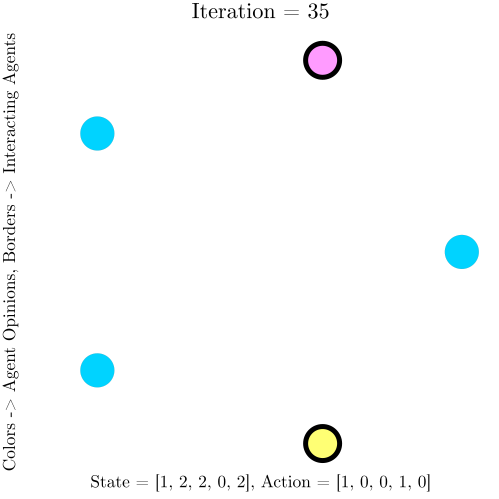 Iteration = 35
Colors -> Agent Opinions, Borders -> Interacting Agents
State = [1, 2, 2, 0, 2], Action = [1, 0, 0, 1, 0]